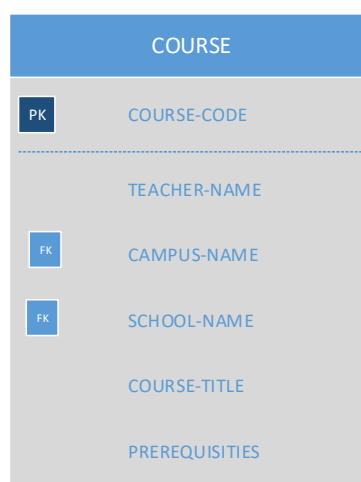 COURSE
PK COURSE-CODE
TEACHER-NAME
FK CAMPUS-NAME
FK SCHOOL-NAME
COURSE-TITLE
PREREQUISITIES